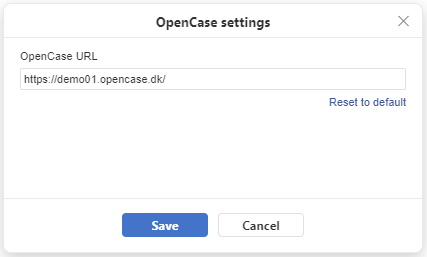 OpenCase settings
OpenCase URL
https://demo01.opencase.dk/
Reset to default
Save
Cancel